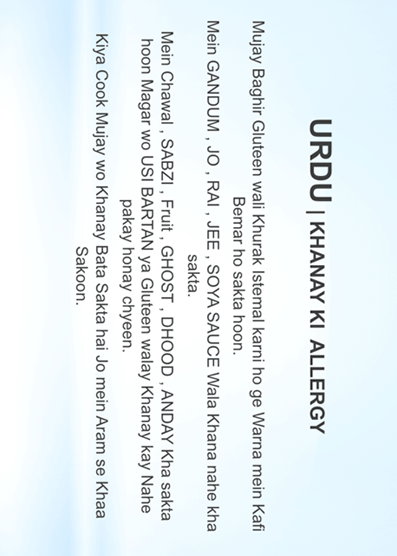 URDU | KHANAY KI ALLERGY
Mujay Baghir Gluteen wali Khurak Istemal karni ho ge Warna mein Kafi
Bemar ho sakta hoon.
Mein GANDUM , JO , RAI , JEE , SOYA SAUCE Wala Khana nahe kha
sakta.
Mein Chawal , SABZI , Fruit , GHOST , DHOOD , ANDAY Kha sakta
hoon Magar wo USI BARTAN ya Gluteen walay Khanay kay Nahe
pakay honay chyeen.
Kiya Cook Mujay wo Khanay Bata Sakta hai Jo mein Aram se Khaa
Sakoon.